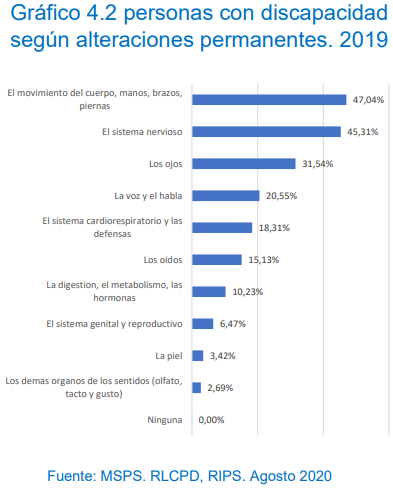 Gráfico 4.2 personas con discapacidad
según alteraciones permanentes. 2019
El movimiento del cuerpo, manos, brazos,
piernas
47,04%
El sistema nervioso
45,31%
Los ojos
31,54%
La voz y el habla
20,55%
El sistema cardiorespiratorio y las
defensas
18,31%
Los oidos
15,13%
La digestion, el metabolismo, las
hormonas
10,23%
El sistema genital y reproductivo
6,47%
La piel
3,42%
Los demas organos de los sentidos (olfato,
tacto y gusto)
2,69%
Ninguna
0,00%
Fuente: MSPS. RLCPD, RIPS. Agosto 2020